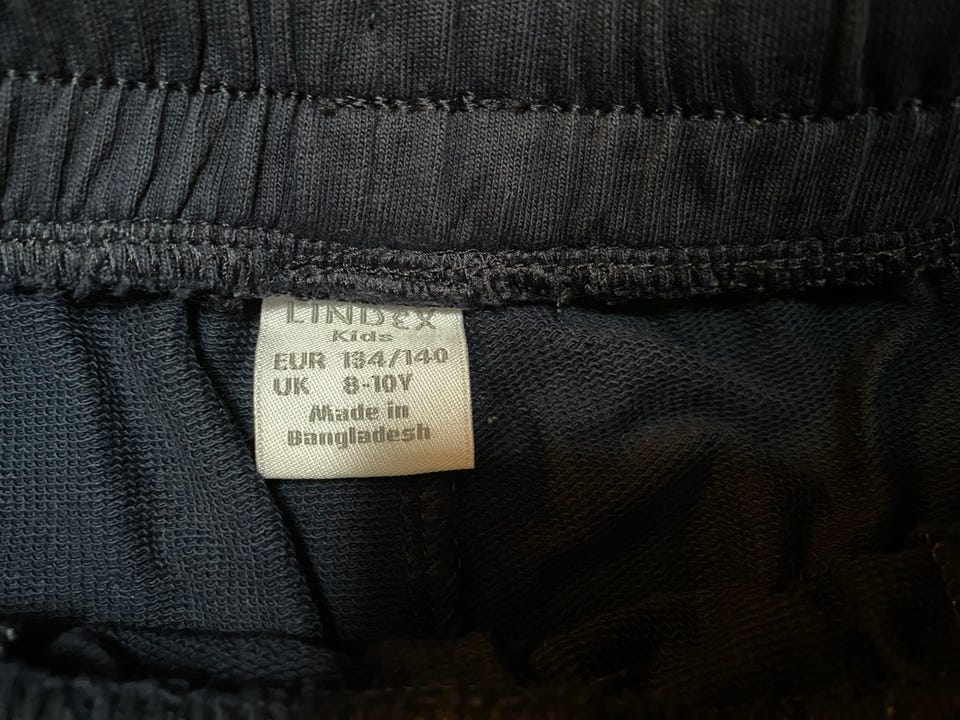 LINDEX
Kids
EUR 134/140
UK 8-10Y
Made in
Bangladesh